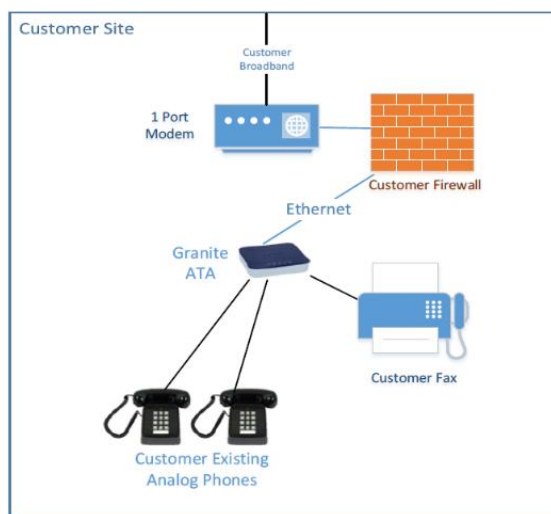 Customer Site
Customer
Broadband
1 Port
Modem
Customer Firewall
Ethernet
Granite
ATA
Customer Fax
Customer Existing
Analog Phones